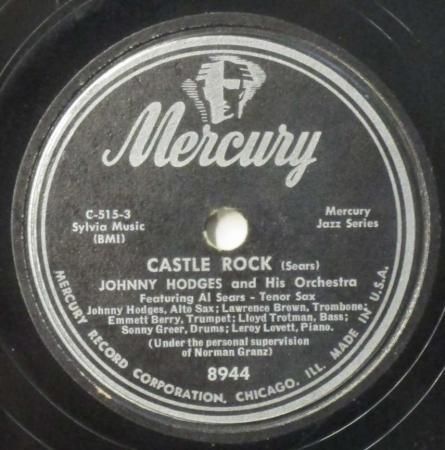 Mercury
C-515-3
Sylvia Music
(BMI)
Mercury
Jazz Series
CASTLE ROCK (Sears)
JOHNNY HODGES and His Orchestra
Featuring Al Sears - Tenor Sax
Johnny Hodges, Alto Sax; Lawrence Brown, Trombone;
Emmett Berry, Trumpet; Lloyd Trotman, Bass;
Sonny Greer, Drums; Leroy Lovett, Piano.
(Under the personal supervision
of Norman Granz)
8944
MERCURY RECORD CORPORATION, CHICAGO, ILL. MADE IN U.S.A.